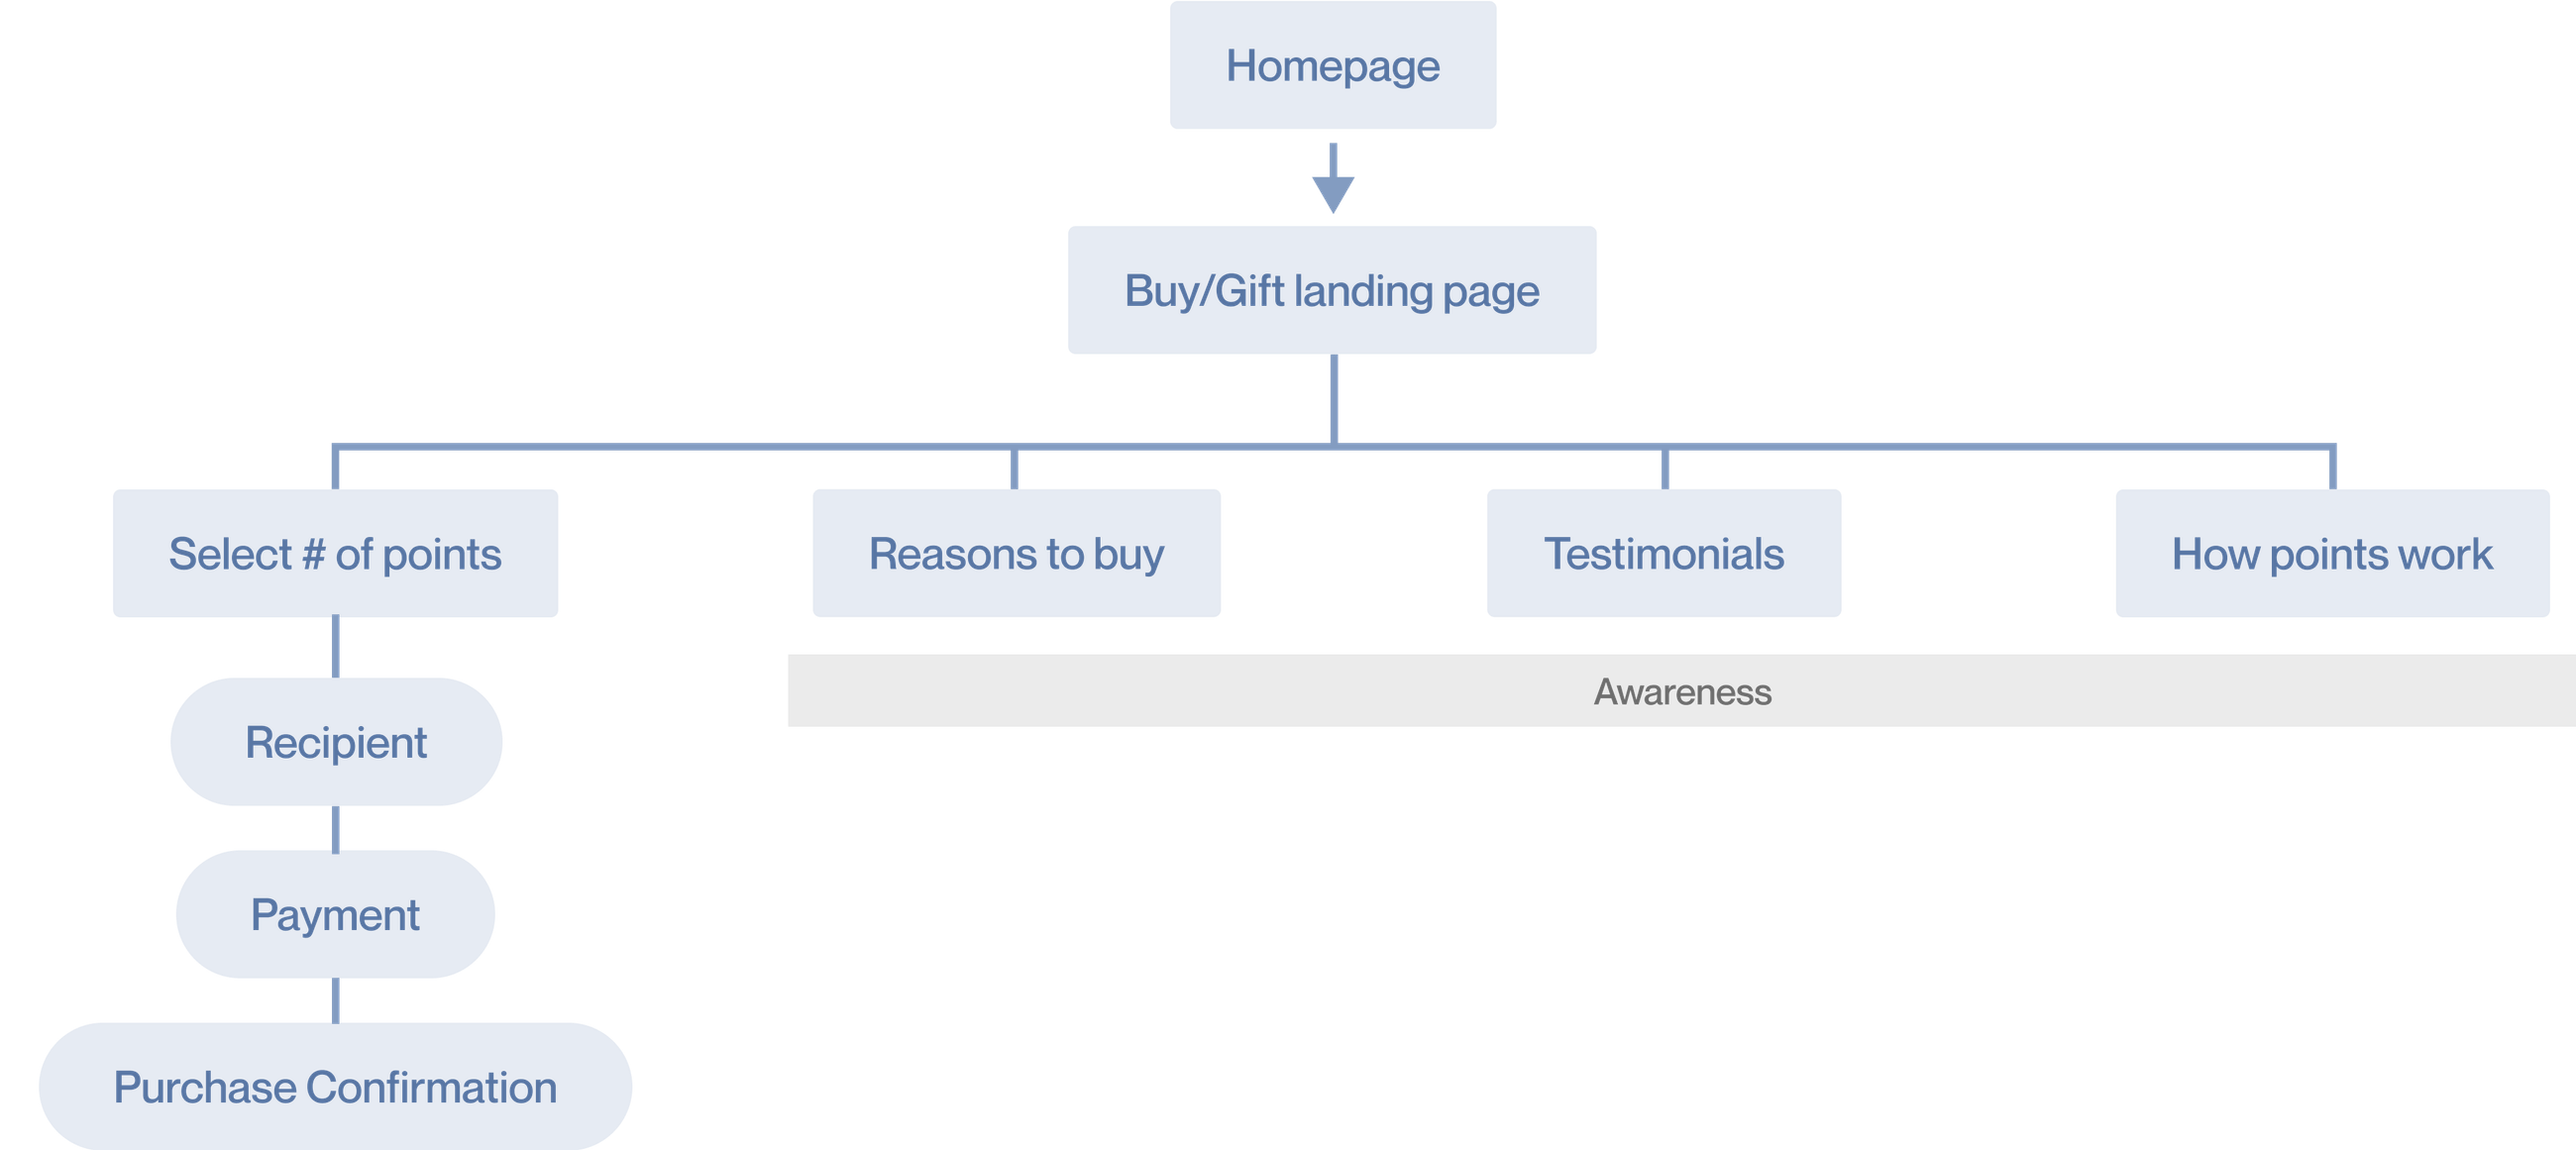 Homepage
Buy/Gift landing page
Select # of points
Reasons to buy
Testimonials
How points work
Awareness
Recipient
Payment
Purchase Confirmation